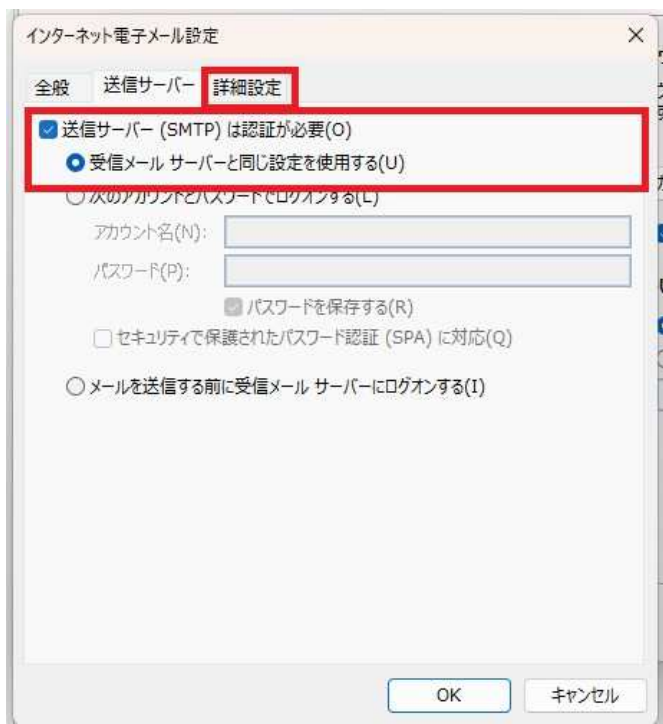 インターネット電子メール設定
全般 送信サーバー 詳細設定
送信サーバー (SMTP) は認証が必要(O)
受信メール サーバーと同じ設定を使用する(U)
次のアカウントとパスワードでログオンする(L)
アカウント名(N):
パスワード(P):
パスワードを保存する(R)
セキュリティで保護されたパスワード認証 (SPA) に対応(Q)
メールを送信する前に受信メール サーバーにログオンする(I)
OK キャンセル